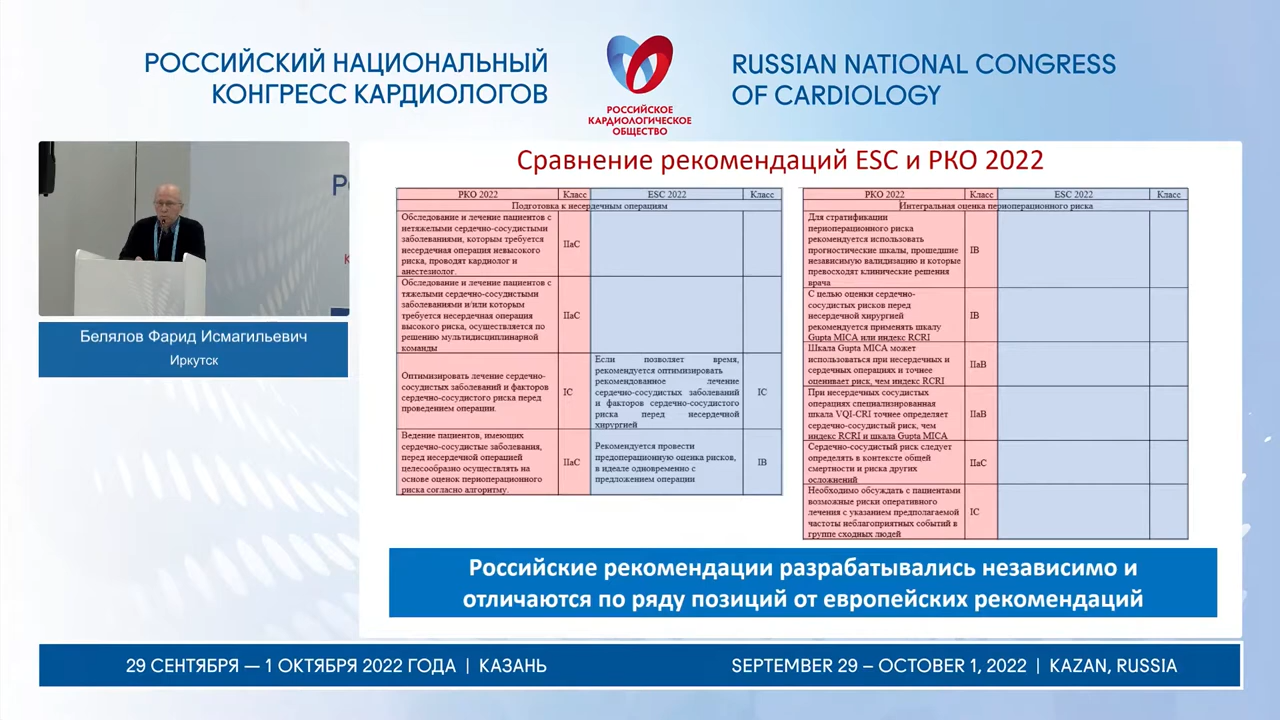 РОССИЙСКИЙ НАЦИОНАЛЬНЫЙ
КОНГРЕСС КАРДИОЛОГОВ
РОССИЙСКОЕ
КАРДИОЛОГИЧЕСКОЕ
ОБЩЕСТВО
RUSSIAN NATIONAL CONGRESS
OF CARDIOLOGY
Белялов Фарид Исмагильевич
Иркутск
Сравнение рекомендаций ESC и РКО 2022
РКО 2022 Класс ESC 2022 Класс
Подготовка к несердечным операциям
Обследование и лечение пациентов с
нетяжелыми сердечно-сосудистыми
заболеваниями, которым требуется
несердечная операция невысокого
риска, проводят кардиолог и
анестезиолог.
IIaC
Обследование и лечение пациентов с
тяжелыми сердечно-сосудистыми
заболеваниями и/или которым
требуется несердечная операция
высокого риска, осуществляется по
решению мультидисциплинарной
команды
IIaC
Оптимизировать лечение сердечно-
сосудистых заболеваний и факторов
сердечно-сосудистого риска перед
проведением операции.
IC
Если позволяет время,
рекомендуется оптимизировать
рекомендованное лечение
сердечно-сосудистых заболеваний
и факторов сердечно-сосудистого
риска перед несердечной
хирургией
IC
Ведение пациентов, имеющих
сердечно-сосудистые заболевания,
перед несердечной операцией
целесообразно осуществлять на
основе оценок периоперационного
риска согласно алгоритму.
IIaC
Рекомендуется провести
предоперационную оценка рисков,
в идеале одновременно с
предложением операции
IB
РКО 2022 Класс ESC 2022 Класс
Интегральная оценка периоперационного риска
Для стратификации
периоперационного риска
рекомендуется использовать
прогностические шкалы, прошедшие
независимую валидизацию и которые
превосходят клинические решения
врача
IB
С целью оценки сердечно-
сосудистых рисков перед
несердечной хирургией
рекомендуется применять шкалу
Gupta MICA или индекс RCRI
IB
Шкала Gupta MICA может
использоваться при несердечных и
сердечных операциях и точнее
оценивает риск, чем индекс RCRI
IIaB
При несердечных сосудистых
операциях специализированная
шкала VQI-CRI точнее определяет
сердечно-сосудистый риск, чем
индекс RCRI и шкала Gupta MICA
IIaB
Сердечно-сосудистый риск следует
определять в контексте общей
смертности и риска других
осложнений
IIaC
Необходимо обсуждать с пациентами
возможные риски оперативного
лечения с указанием предполагаемой
частоты неблагоприятных событий в
группе сходных людей
IC
Российские рекомендации разрабатывались независимо и
отличаются по ряду позиций от европейских рекомендаций
29 СЕНТЯБРЯ — 1 ОКТЯБРЯ 2022 ГОДА | КАЗАНЬ
SEPTEMBER 29 – OCTOBER 1, 2022 | KAZAN, RUSSIA